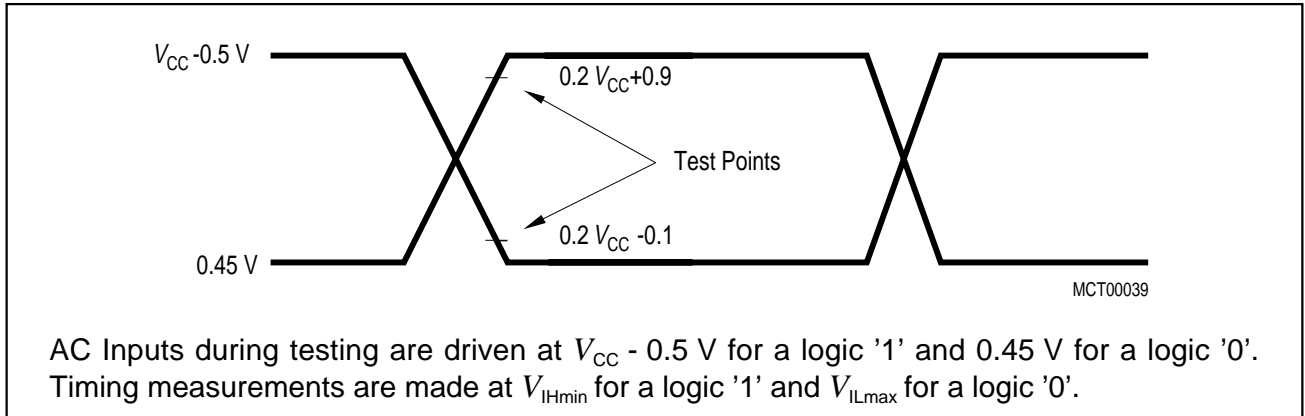 VCC -0.5 V
0.2 VCC+0.9
Test Points
0.2 VCC -0.1
0.45 V
MCT00039
AC Inputs during testing are driven at VCC - 0.5 V for a logic ’1’ and 0.45 V for a logic ’0’.
Timing measurements are made at VIHmin for a logic ’1’ and VILmax for a logic ’0’.